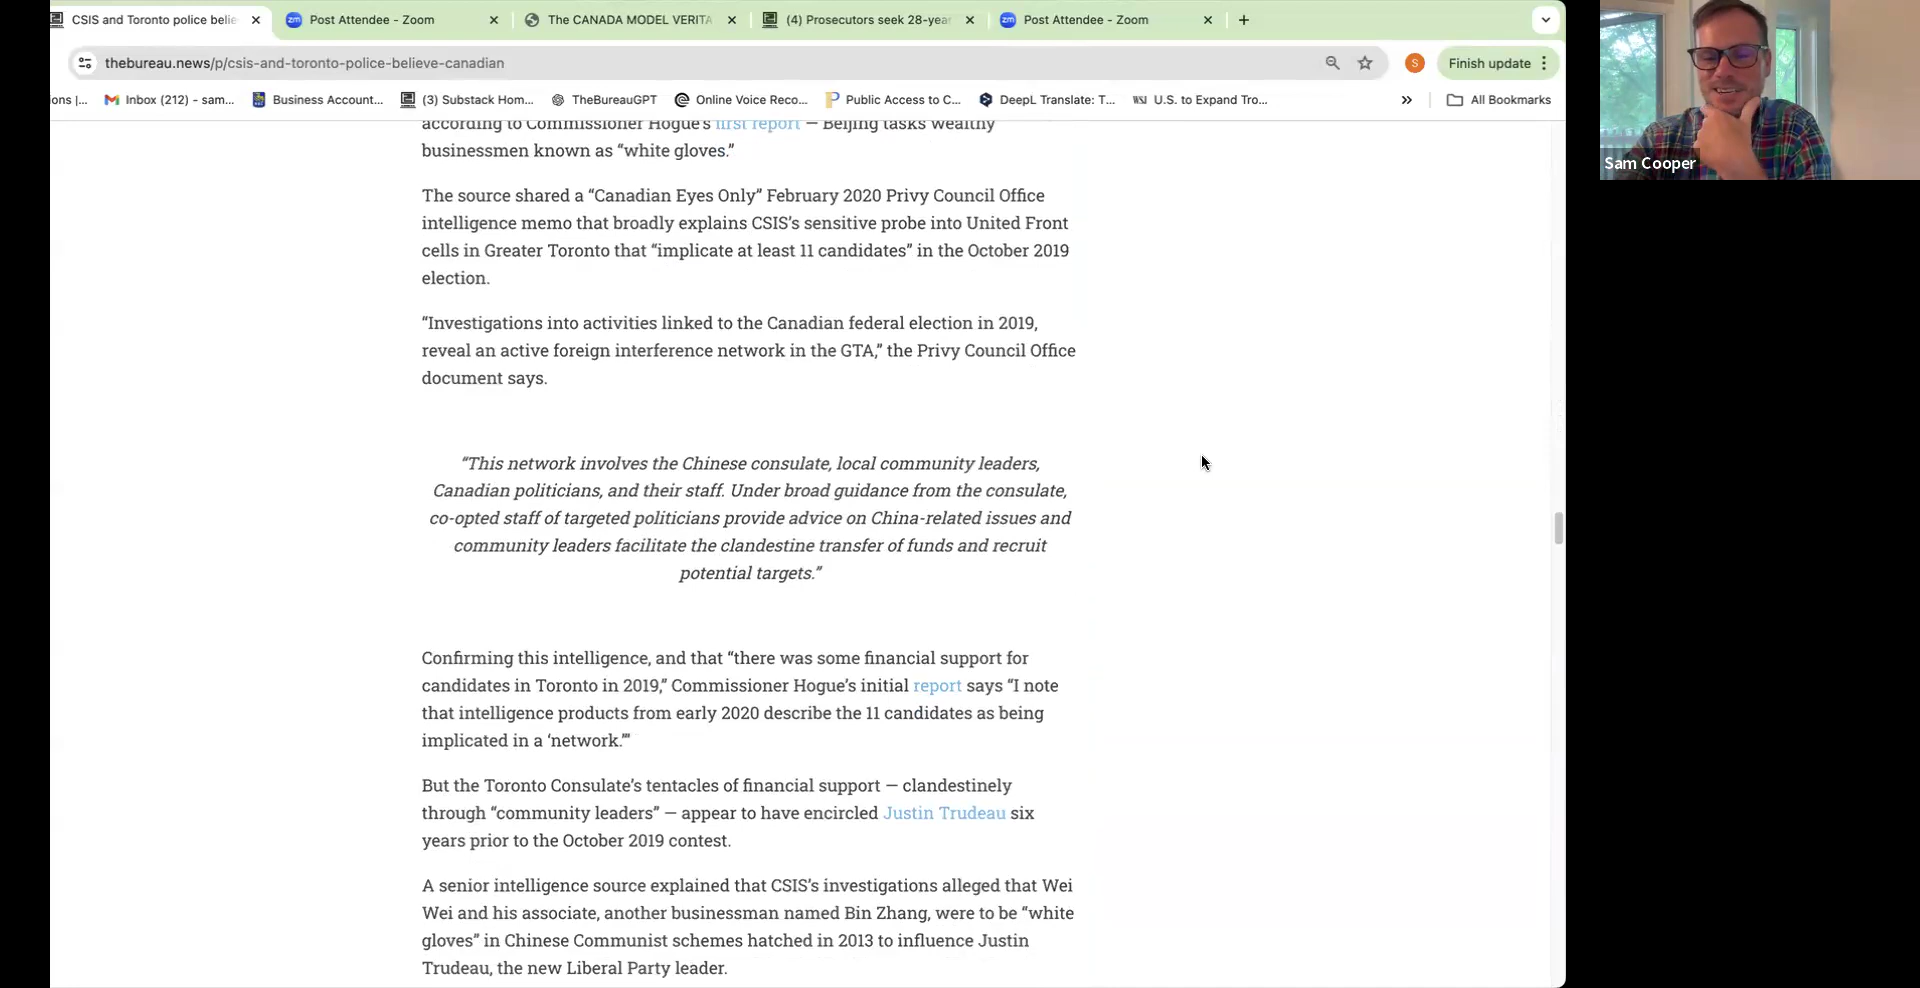 CSIS and Toronto police belie
Post Attendee - Zoom
The CANADA MODEL VERITA
(4) Prosecutors seek 28-year
Post Attendee - Zoom
thebureau.news/p/csis-and-toronto-police-believe-canadian
S
Finish update
ions |...
Inbox (212) - sam...
Business Account...
(3) Substack Hom...
TheBureauGPT
Online Voice Reco...
Public Access to C...
DeepL Translate: T...
WSJ
U.S. to Expand Tro...
»
All Bookmarks
according to Commissioner Hogue's first report — Beijing tasks wealthy
businessmen known as “white gloves.”
The source shared a “Canadian Eyes Only” February 2020 Privy Council Office
intelligence memo that broadly explains CSIS’s sensitive probe into United Front
cells in Greater Toronto that “implicate at least 11 candidates” in the October 2019
election.
“Investigations into activities linked to the Canadian federal election in 2019,
reveal an active foreign interference network in the GTA,” the Privy Council Office
document says.
“This network involves the Chinese consulate, local community leaders,
Canadian politicians, and their staff. Under broad guidance from the consulate,
co-opted staff of targeted politicians provide advice on China-related issues and
community leaders facilitate the clandestine transfer of funds and recruit
potential targets.”
Confirming this intelligence, and that “there was some financial support for
candidates in Toronto in 2019,” Commissioner Hogue’s initial report says “I note
that intelligence products from early 2020 describe the 11 candidates as being
implicated in a ‘network.’”
But the Toronto Consulate’s tentacles of financial support — clandestinely
through “community leaders” — appear to have encircled Justin Trudeau six
years prior to the October 2019 contest.
A senior intelligence source explained that CSIS’s investigations alleged that Wei
Wei and his associate, another businessman named Bin Zhang, were to be “white
gloves” in Chinese Communist schemes hatched in 2013 to influence Justin
Trudeau, the new Liberal Party leader.
Sam Cooper